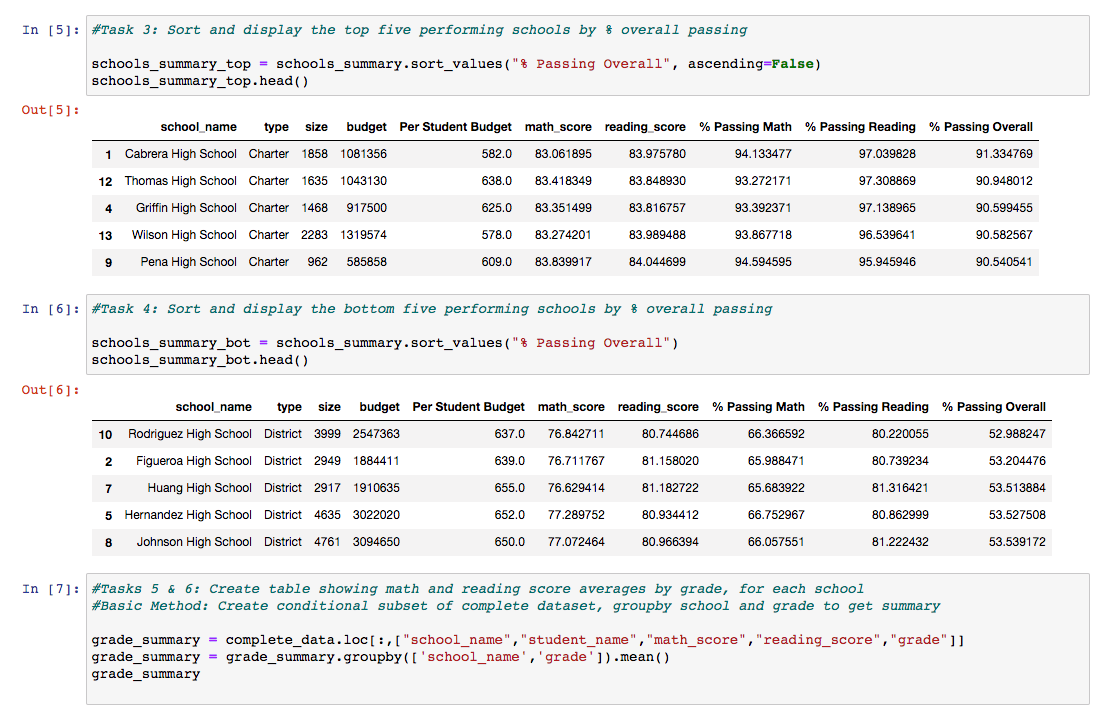 In [5]: #Task 3: Sort and display the top five performing schools by % overall passing
schools_summary_top = schools_summary.sort_values("% Passing Overall", ascending=False)
schools_summary_top.head()
Out[5]:
school_name type size budget Per Student Budget math_score reading_score % Passing Math % Passing Reading % Passing Overall
1 Cabrera High School Charter 1858 1081356 582.0 83.061895 83.975780 94.133477 97.039828 91.334769
12 Thomas High School Charter 1635 1043130 638.0 83.418349 83.848930 93.272171 97.308869 90.948012
4 Griffin High School Charter 1468 917500 625.0 83.351499 83.816757 93.392371 97.138965 90.599455
13 Wilson High School Charter 2283 1319574 578.0 83.274201 83.989488 93.867718 96.539641 90.582567
9 Pena High School Charter 962 585858 609.0 83.839917 84.044699 94.594595 95.945946 90.540541
In [6]: #Task 4: Sort and display the bottom five performing schools by % overall passing
schools_summary_bot = schools_summary.sort_values("% Passing Overall")
schools_summary_bot.head()
Out[6]:
school_name type size budget Per Student Budget math_score reading_score % Passing Math % Passing Reading % Passing Overall
10 Rodriguez High School District 3999 2547363 637.0 76.842711 80.744686 66.366592 80.220055 52.988247
2 Figueroa High School District 2949 1884411 639.0 76.711767 81.158020 65.988471 80.739234 53.204476
7 Huang High School District 2917 1910635 655.0 76.629414 81.182722 65.683922 81.316421 53.513884
5 Hernandez High School District 4635 3022020 652.0 77.289752 80.934412 66.752967 80.862999 53.527508
8 Johnson High School District 4761 3094650 650.0 77.072464 80.966394 66.057551 81.222432 53.539172
In [7]: #Tasks 5 & 6: Create table showing math and reading score averages by grade, for each school
#Basic Method: Create conditional subset of complete dataset, groupby school and grade to get summary
grade_summary = complete_data.loc[:,["school_name","student_name","math_score","reading_score","grade"]]
grade_summary = grade_summary.groupby(['school_name','grade']).mean()
grade_summary